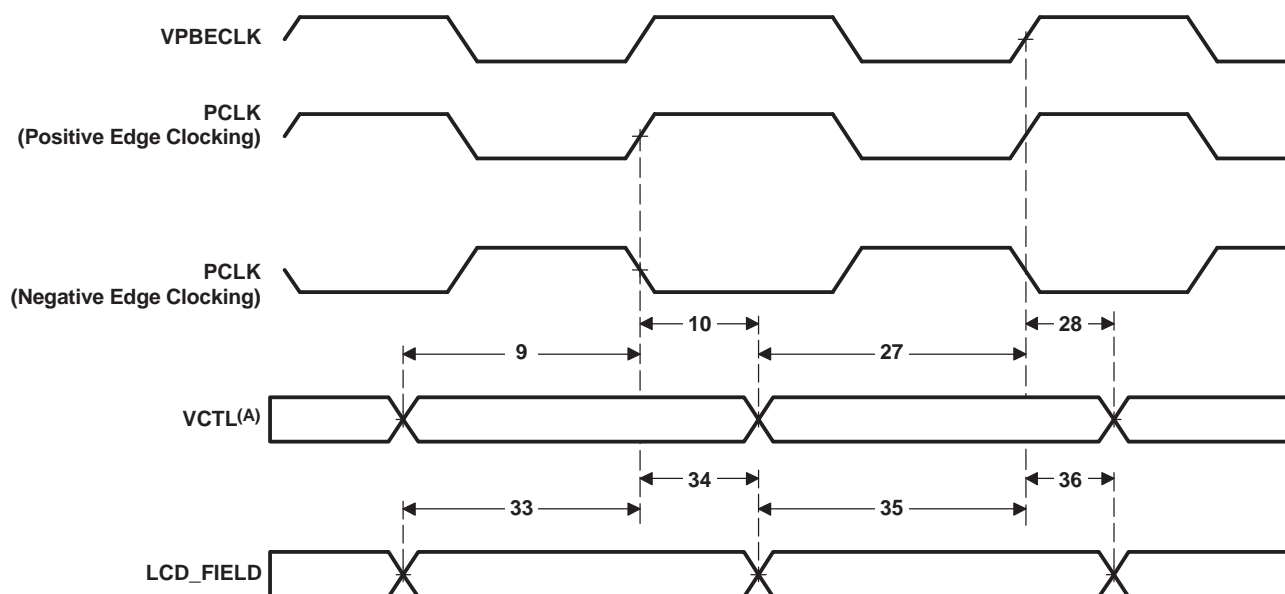 VPBECLK
PCLK
(Positive Edge Clocking)
PCLK
(Negative Edge Clocking)
10
28
9
27
VCTL(A)
34
36
33
35
LCD_FIELD